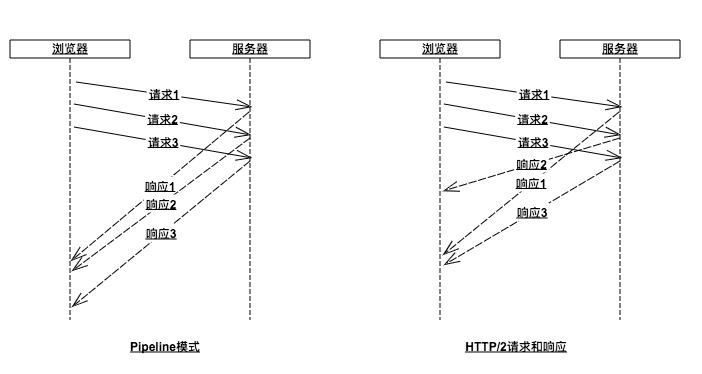 浏览器
服务器
请求1
请求2
请求3
响应1
响应2
响应3
Pipeline模式
浏览器
服务器
请求1
请求2
请求3
响应2
响应1
响应3
HTTP/2请求和响应